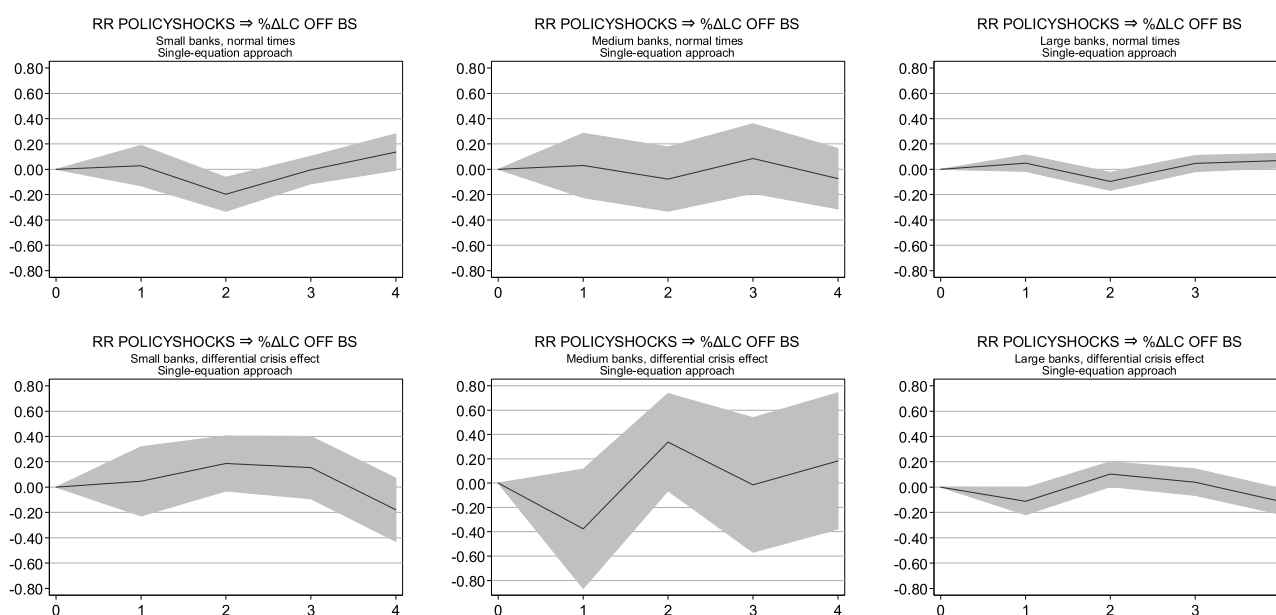 RR POLICYSHOCKS ⇒ %ΔLC OFF BS
Small banks, normal times
Single-equation approach
0.80
0.60
0.40
0.20
0.00
-0.20
-0.40
-0.60
-0.80
0 1 2 3 4
RR POLICYSHOCKS ⇒ %ΔLC OFF BS
Medium banks, normal times
Single-equation approach
0.80
0.60
0.40
0.20
0.00
-0.20
-0.40
-0.60
-0.80
0 1 2 3 4
RR POLICYSHOCKS ⇒ %ΔLC OFF BS
Large banks, normal times
Single-equation approach
0.80
0.60
0.40
0.20
0.00
-0.20
-0.40
-0.60
-0.80
0 1 2 3
RR POLICYSHOCKS ⇒ %ΔLC OFF BS
Small banks, differential crisis effect
Single-equation approach
0.80
0.60
0.40
0.20
0.00
-0.20
-0.40
-0.60
-0.80
0 1 2 3 4
RR POLICYSHOCKS ⇒ %ΔLC OFF BS
Medium banks, differential crisis effect
Single-equation approach
0.80
0.60
0.40
0.20
0.00
-0.20
-0.40
-0.60
-0.80
0 1 2 3 4
RR POLICYSHOCKS ⇒ %ΔLC OFF BS
Large banks, differential crisis effect
Single-equation approach
0.80
0.60
0.40
0.20
0.00
-0.20
-0.40
-0.60
-0.80
0 1 2 3